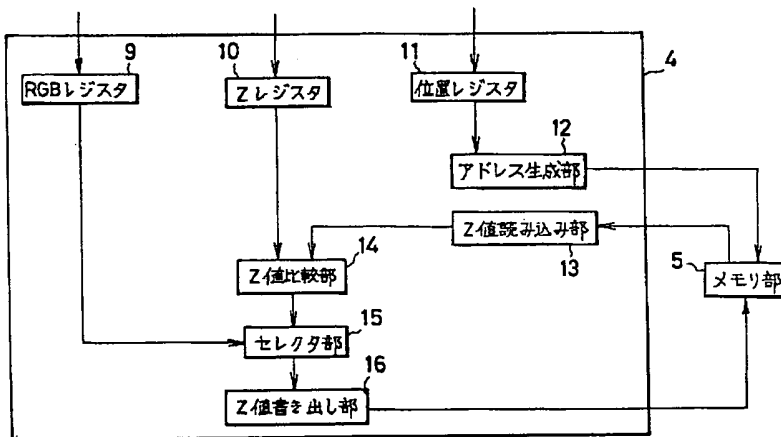 9
RGBレジスタ
10
Zレジスタ
11
位置レジスタ
4
12
アドレス生成部
Z値読み込み部
13
5
メモリ部
14
Z値比較部
15
セレクタ部
16
Z値書き出し部